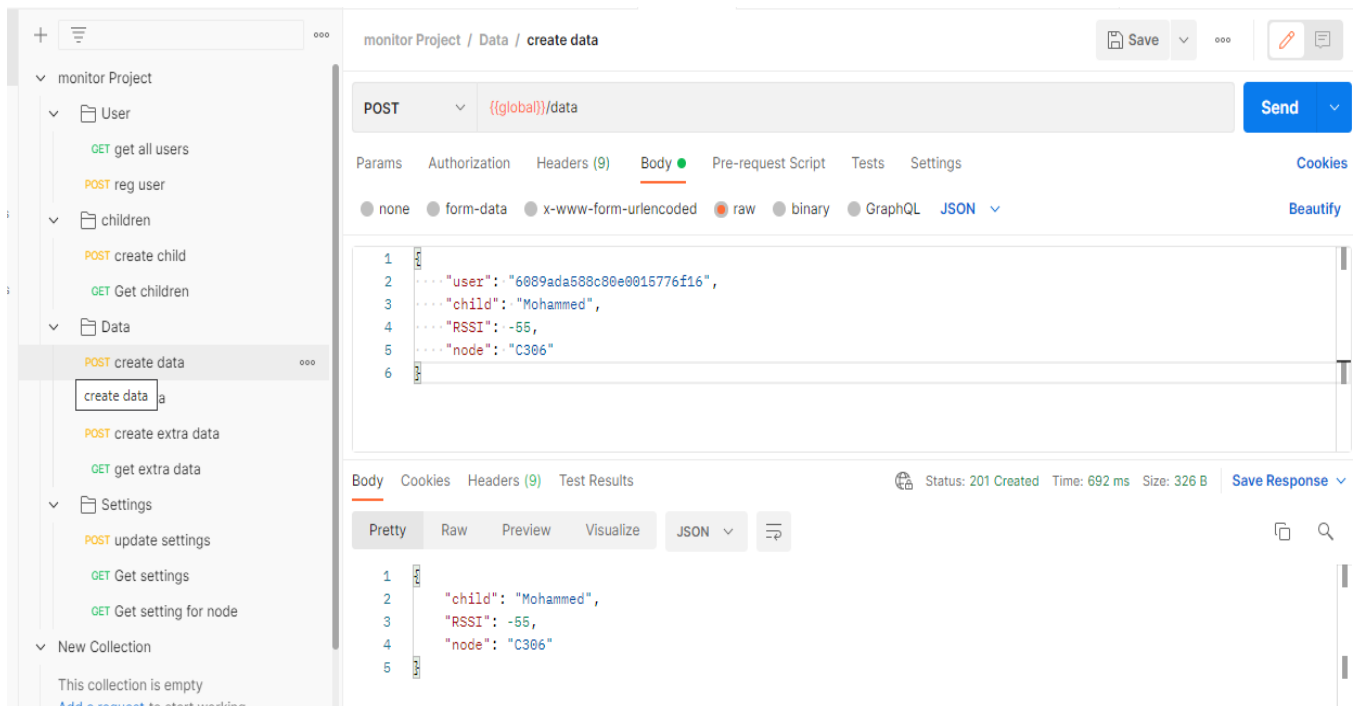 monitor Project
User
GET get all users
POST reg user
children
POST create child
GET Get children
Data
POST create data
create data
a
POST create extra data
GET get extra data
Settings
POST update settings
GET Get settings
GET Get setting for node
New Collection
This collection is empty
Add a request to start working
monitor Project / Data / create data
Save
POST {{global}}/data
Send
Params Authorization Headers (9) Body Pre-request Script Tests Settings Cookies
none form-data x-www-form-urlencoded raw binary GraphQL JSON Beautify
1 {
2 "user": "6089ada588c80e0015776f16",
3 "child": "Mohammed",
4 "RSSI": -55,
5 "node": "C306"
6 }
Body Cookies Headers (9) Test Results Status: 201 Created Time: 692 ms Size: 326 B Save Response
Pretty Raw Preview Visualize JSON
1 {
2 "child": "Mohammed",
3 "RSSI": -55,
4 "node": "C306"
5 }